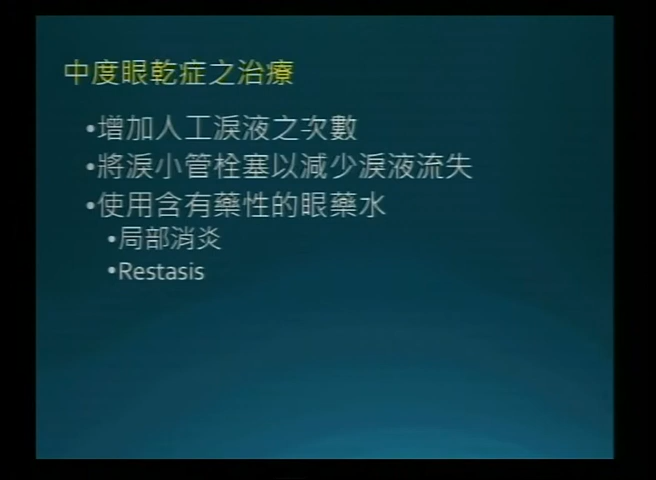 中度眼乾症之治療
•增加人工淚液之次數
•將淚小管栓塞以減少淚液流失
•使用含有藥性的眼藥水
•局部消炎
•Restasis